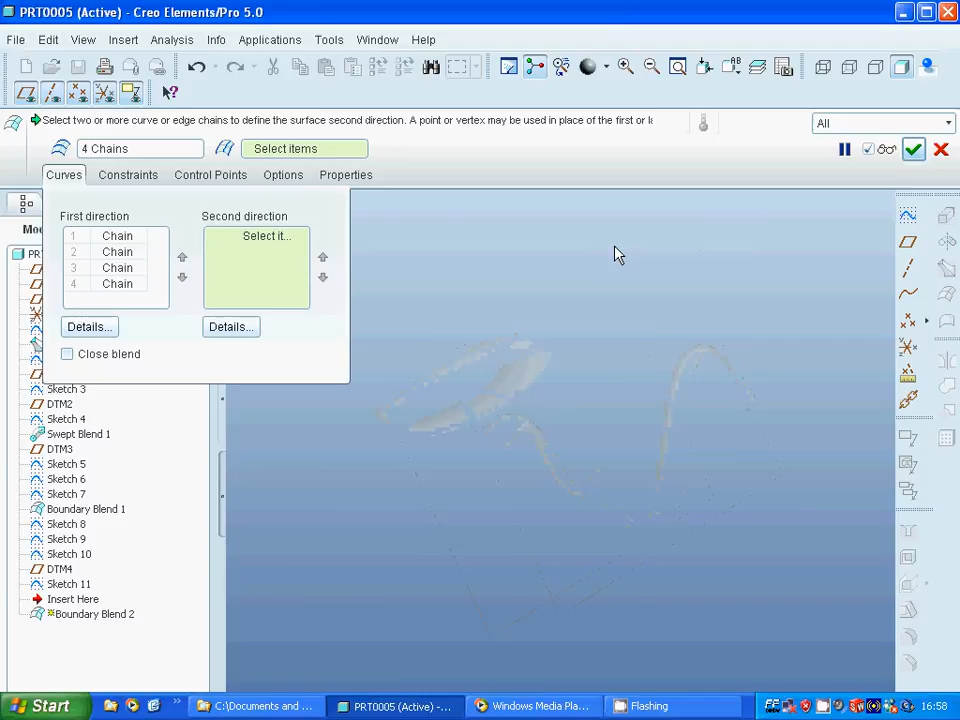 PRT0005 (Active) - Creo Elements/Pro 5.0
File Edit View Insert Analysis Info Applications Tools Window Help
Select two or more curve or edge chains to define the surface second direction. A point or vertex may be used in place of the first or la
All
4 Chains
Select items
Curves Constraints Control Points Options Properties
First direction
Second direction
1 Chain
2 Chain
3 Chain
4 Chain
Select it...
Details...
Details...
Close blend
Mo
PR
Sketch 3
DTM2
Sketch 4
Swept Blend 1
DTM3
Sketch 5
Sketch 6
Sketch 7
Boundary Blend 1
Sketch 8
Sketch 9
Sketch 10
DTM4
Sketch 11
Insert Here
Boundary Blend 2
Start
C:\Documents and ...
PRT0005 (Active) -...
Windows Media Pla...
Flashing
16:58